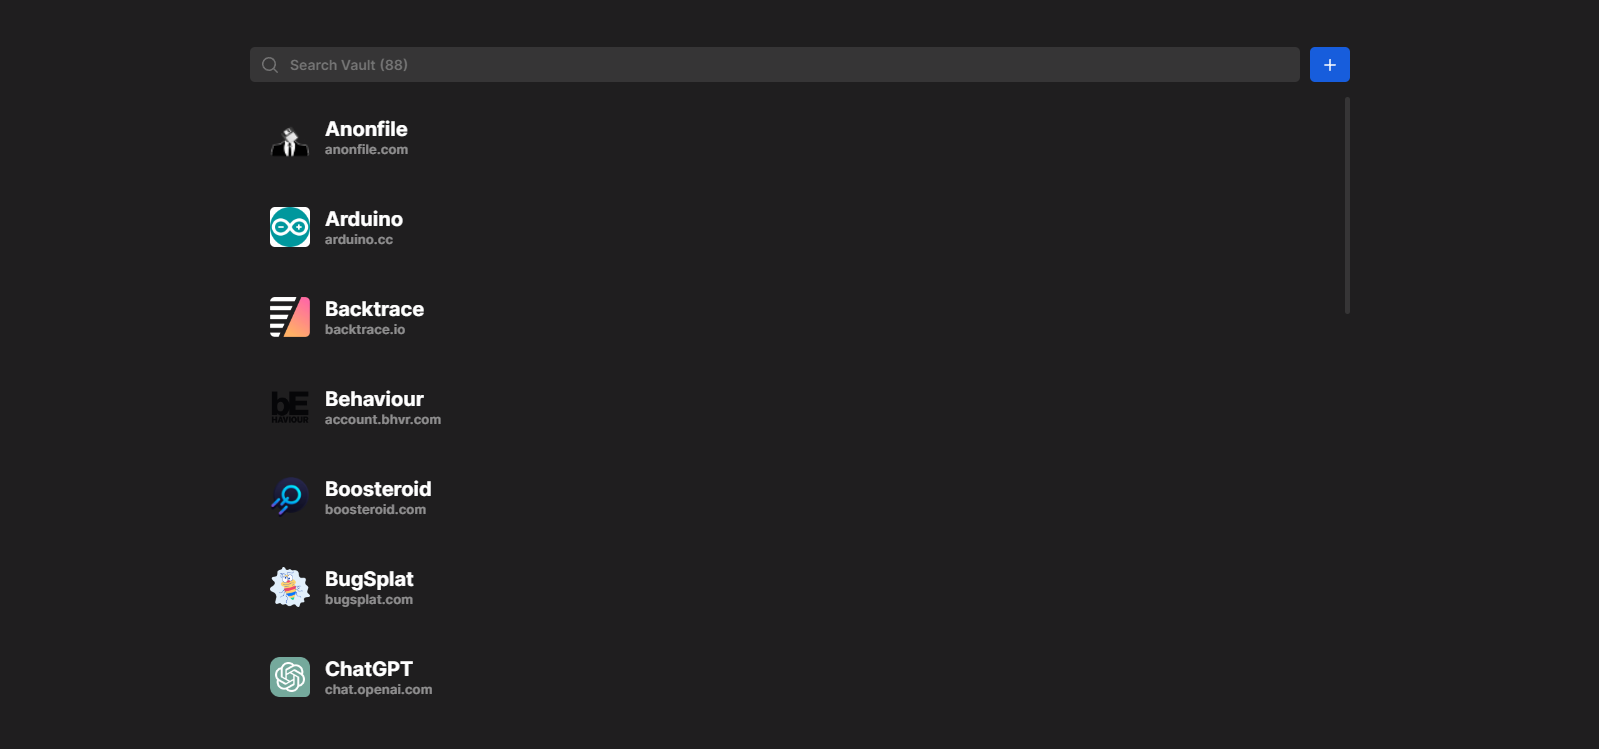 Search Vault (88)
Anonfile
anonfile.com
Arduino
arduino.cc
Backtrace
backtrace.io
bE
HAVIOUR
Behaviour
account.bhvr.com
Boosteroid
boosteroid.com
BugSplat
bugsplat.com
ChatGPT
chat.openai.com